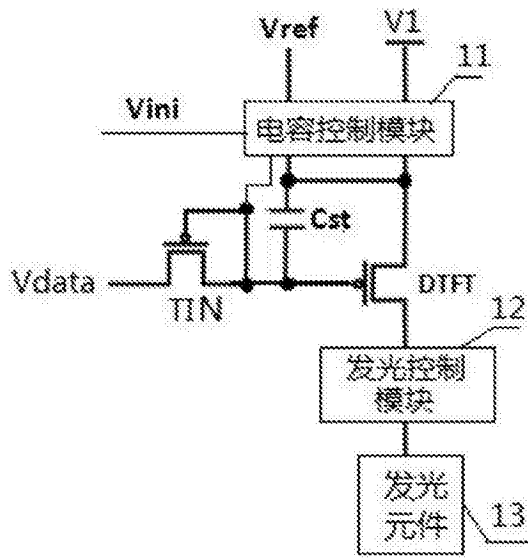 Vref
V1
11
Vini
电容控制模块
Cst
Vdata
TIN
DTFT
12
发光控制
模块
发光
元件
13